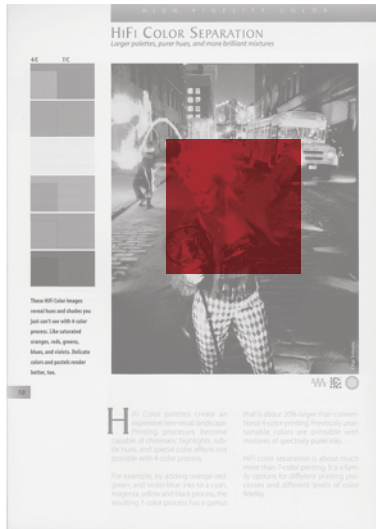 HIGH FIDELITY COLOR
HIFI COLOR SEPARATION
Larger palettes, purer hues, and more brilliant mixtures
4/C 7/C
These HiFi Color images
reveal hues and shades you
just can't see with 4-color
process. Like saturated
oranges, reds, greens,
blues, and violets. Delicate
colors and pastels render
better, too.
10
HiFi Color palettes create an
expressive new visual landscape.
Printing processes become
capable of chromatic highlights, sub-
tle hues, and special color effects not
possible with 4-color process.
For example, by adding orange-red,
green and violet-blue inks to a cyan,
magenta, yellow and black process, the
resulting 7-color process has a gamut
that is about 20% larger than conven-
tional 4-color printing. Previously unob-
tainable colors are printable with
mixtures of spectrally purer inks.
HiFi color separation is about much
more than 7-color printing. It is a fam-
ily options for different printing pro-
cesses and different levels of color
fidelity.